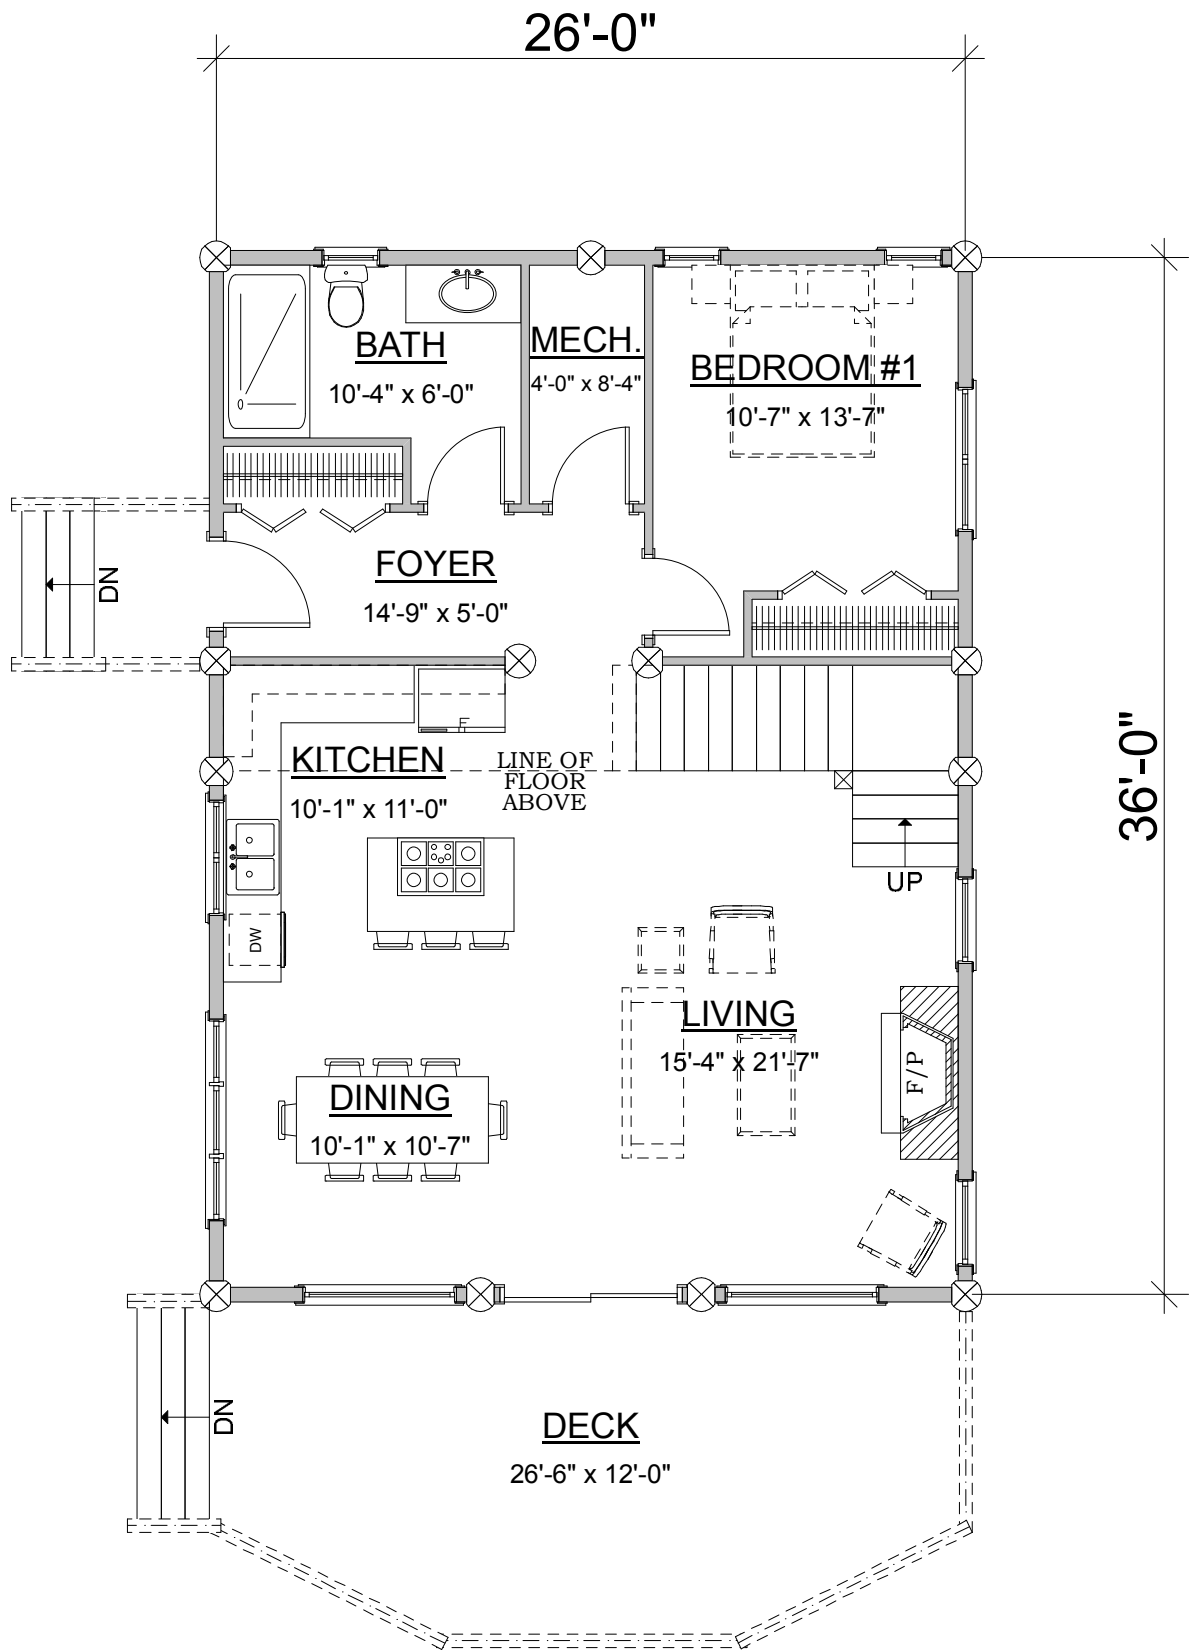 26'-0"
BATH
10'-4" x 6'-0"
MECH.
4'-0" x 8'-4"
BEDROOM #1
10'-7" x 13'-7"
DN
FOYER
14'-9" x 5'-0"
F
KITCHEN
10'-1" x 11'-0"
LINE OF
FLOOR
ABOVE
36'-0"
UP
DW
LIVING
15'-4" x 21'-7"
F/P
DINING
10'-1" x 10'-7"
DN
DECK
26'-6" x 12'-0"